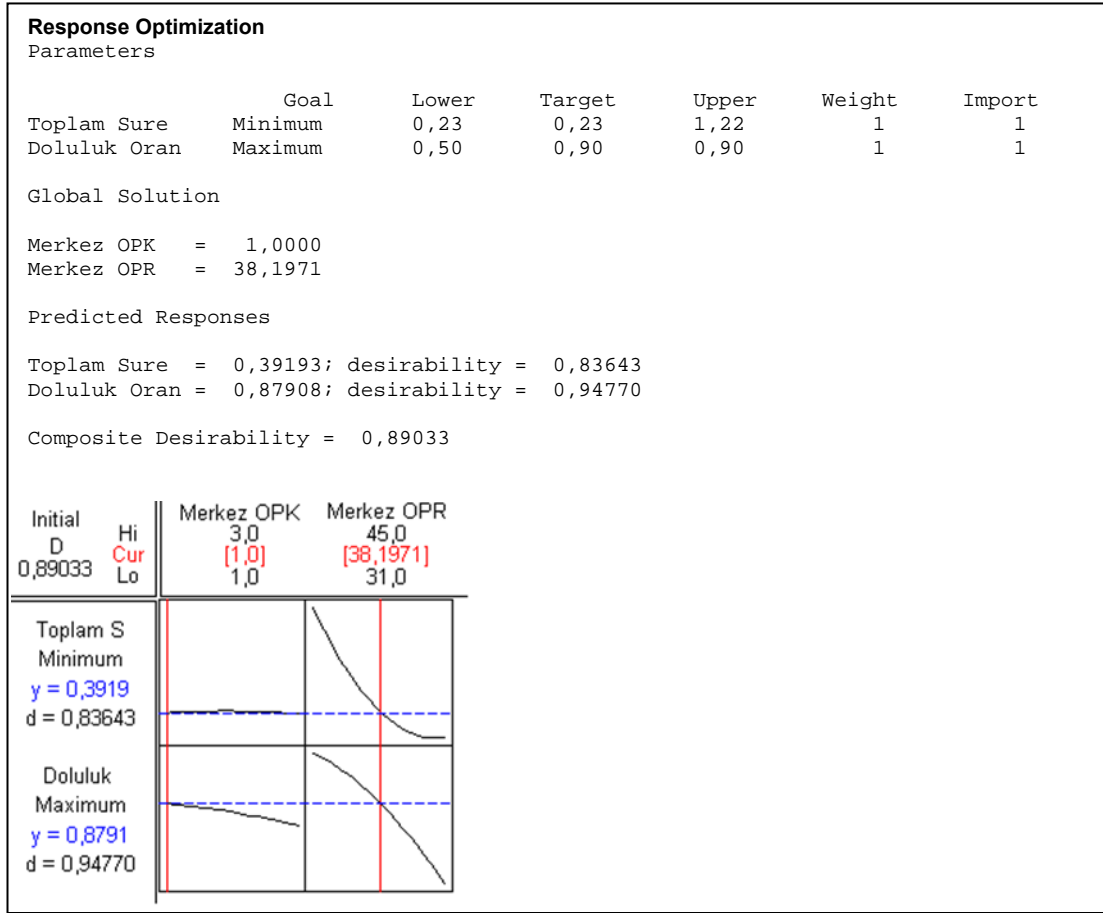 Response Optimization
Parameters
Goal Lower Target Upper Weight Import
Toplam Sure Minimum 0,23 0,23 1,22 1 1
Doluluk Oran Maximum 0,50 0,90 0,90 1 1
Global Solution
Merkez OPK = 1,0000
Merkez OPR = 38,1971
Predicted Responses
Toplam Sure = 0,39193; desirability = 0,83643
Doluluk Oran = 0,87908; desirability = 0,94770
Composite Desirability = 0,89033
Initial
D
0,89033
Hi
Cur
Lo
Merkez OPK
3,0
[1,0]
1,0
Merkez OPR
45,0
[38,1971]
31,0
Toplam S
Minimum
y = 0,3919
d = 0,83643
Doluluk
Maximum
y = 0,8791
d = 0,94770